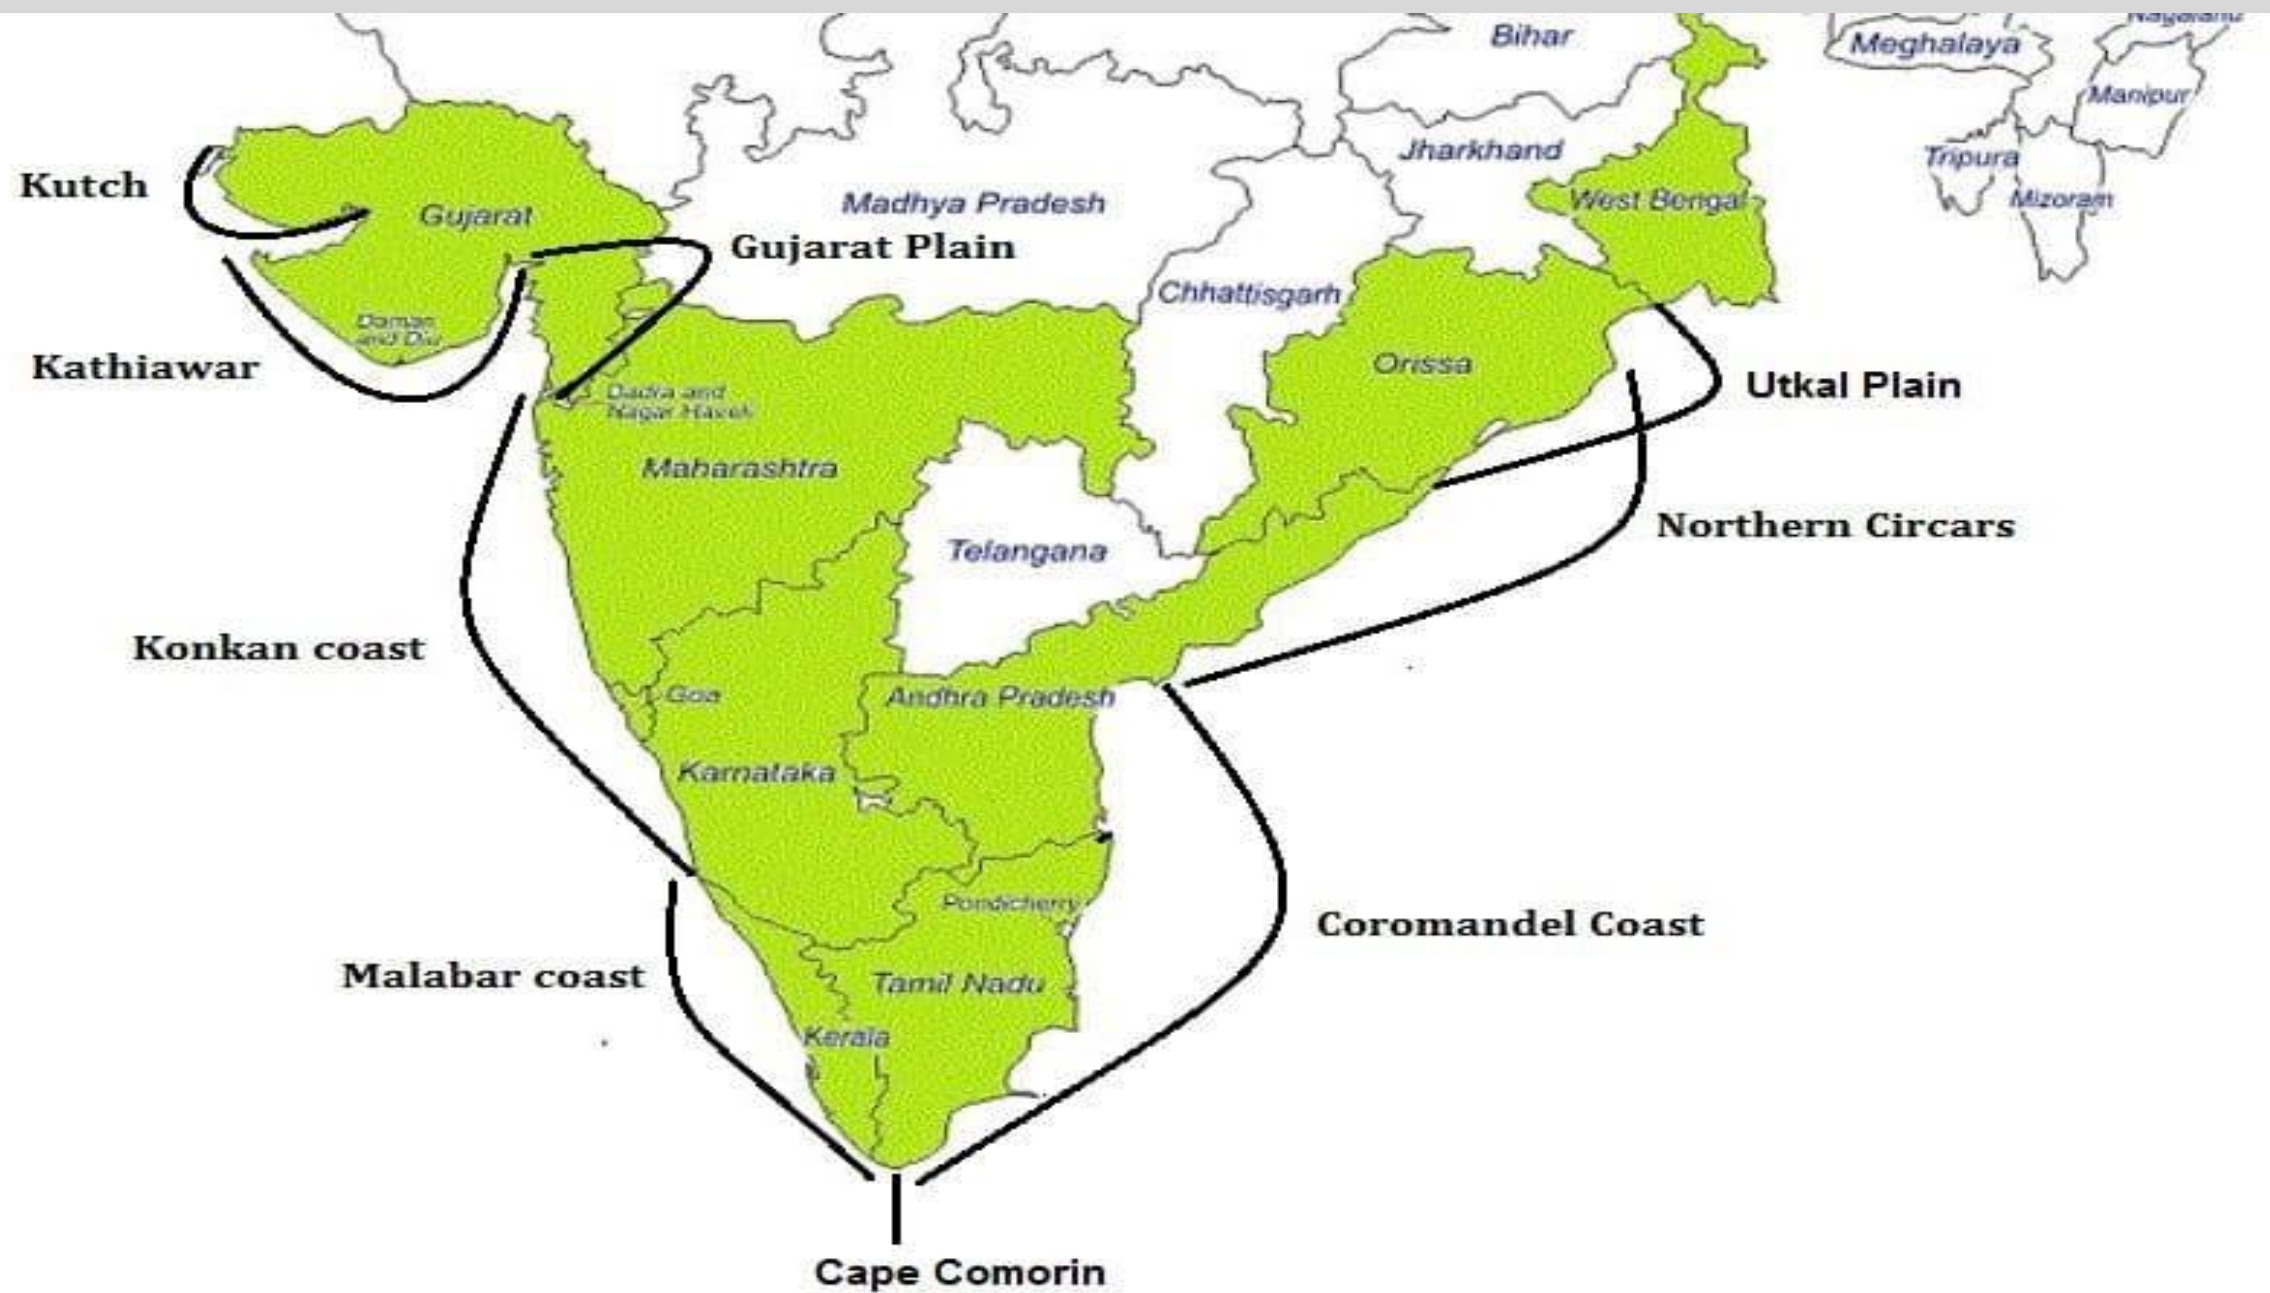 Nagaland
Bihar
Meghalaya
Manipur
Jharkhand
Tripura
Kutch
West Bengal
Mizoram
Madhya Pradesh
Gujarat
Gujarat Plain
Chhattisgarh
Daman
and Diu
Kathiawar
Orissa
Utkal Plain
Dadra and
Nagar Haveli
Maharashtra
Northern Circars
Telangana
Konkan coast
Goa
Andhra Pradesh
Karnataka
Pondicherry
Coromandel Coast
Malabar coast
Tamil Nadu
Kerala
Cape Comorin